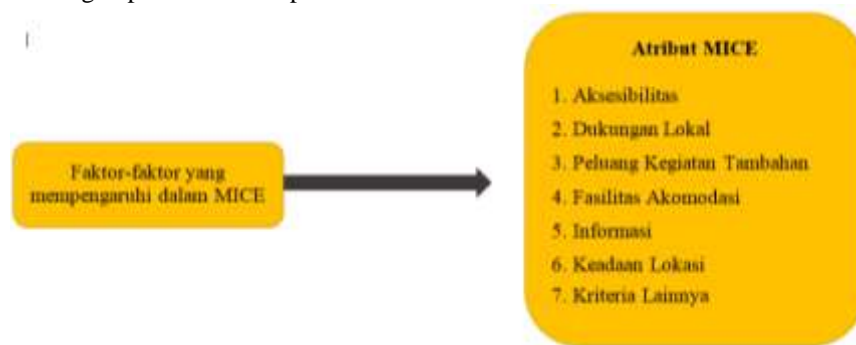 Faktor-faktor yang
mempengaruhi dalam MICE
Atribut MICE
1. Aksesibilitas
2. Dukungan Lokal
3. Peluang Kegiatan Tambahan
4. Fasilitas Akomodasi
5. Informasi
6. Keadaan Lokasi
7. Kriteria Lainnya